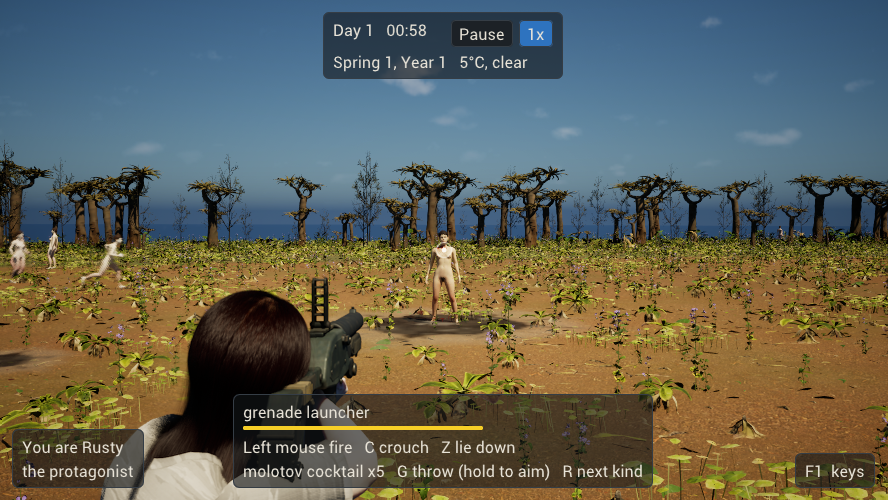 Day 1 00:58 Pause 1x
Spring 1, Year 1 5°C, clear
grenade launcher
Left mouse fire C crouch Z lie down
molotov cocktail x5 G throw (hold to aim) R next kind
You are Rusty
the protagonist
F1 keys